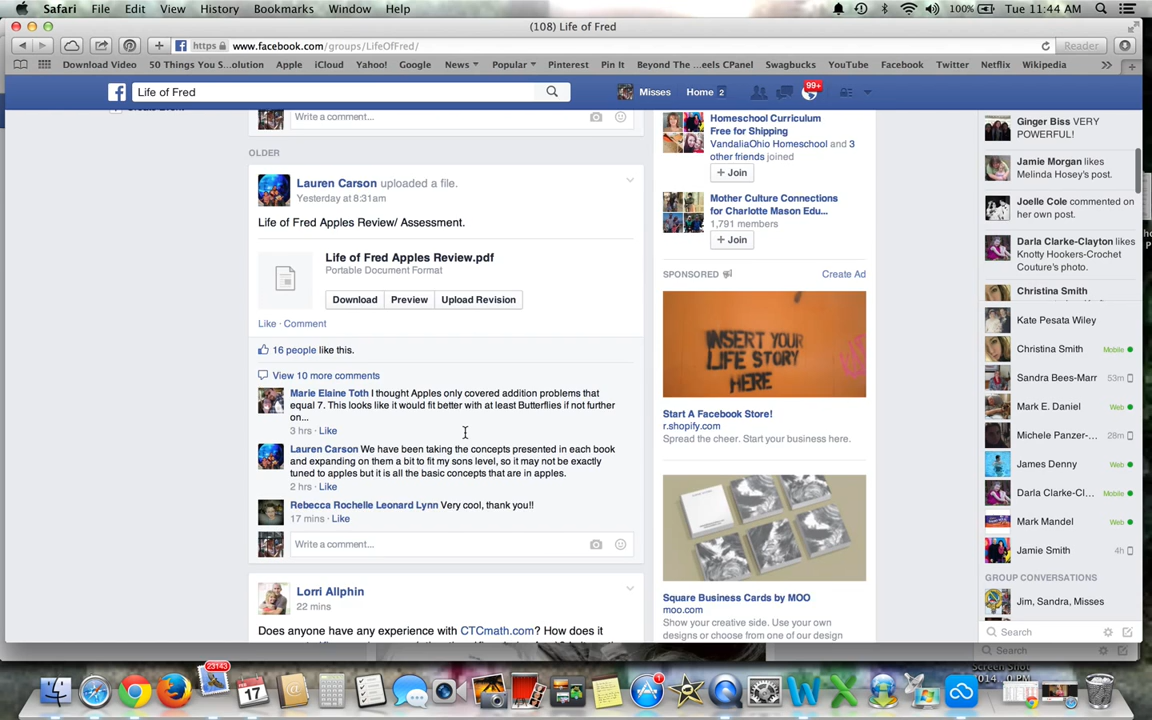 Safari File Edit View History Bookmarks Window Help 100% Tue 11:44 AM
(108) Life of Fred
https www.facebook.com/groups/LifeOfFred/ Reader
Download Video 50 Things You S...olution Apple iCloud Yahoo! Google News Popular Pinterest Pin It Beyond The ...eels CPanel Swagbucks YouTube Facebook Twitter Netflix Wikipedia
Life of Fred Misses Home 2 99+
Write a comment...
OLDER
Lauren Carson uploaded a file.
Yesterday at 8:31am
Life of Fred Apples Review/ Assessment.
Life of Fred Apples Review.pdf
Portable Document Format
Download Preview Upload Revision
Like · Comment
16 people like this.
View 10 more comments
Marie Elaine Toth I thought Apples only covered addition problems that
equal 7. This looks like it would fit better with at least Butterflies if not further
on...
3 hrs · Like
Lauren Carson We have been taking the concepts presented in each book
and expanding on them a bit to fit my sons level, so it may not be exactly
tuned to apples but it is all the basic concepts that are in apples.
2 hrs · Like
Rebecca Rochelle Leonard Lynn Very cool, thank you!!
17 mins · Like
Write a comment...
Lorri Allphin
22 mins
Does anyone have any experience with CTCmath.com? How does it
Homeschool Curriculum
Free for Shipping
VandaliaOhio Homeschool and 3
other friends joined
+ Join
Mother Culture Connections
for Charlotte Mason Edu...
1,791 members
+ Join
SPONSORED Create Ad
INSERT YOUR
LIFE STORY
HERE
Start A Facebook Store!
r.shopify.com
Spread the cheer. Start your business here.
Square Business Cards by MOO
moo.com
Show your creative side. Use your own
designs or choose from one of our design
Ginger Biss VERY
POWERFUL!
Jamie Morgan likes
Melinda Hosey's post.
Joelle Cole commented on
her own post.
Darla Clarke-Clayton likes
Knotty Hookers-Crochet
Couture's photo.
Christina Smith
Kate Pesata Wiley
Christina Smith Mobile
Sandra Bees-Marr 53m
Mark E. Daniel Web
Michele Panzer-... 28m
James Denny Web
Darla Clarke-Cl... Mobile
Mark Mandel Web
Jamie Smith 4h
GROUP CONVERSATIONS
Jim, Sandra, Misses
Search
Search
Screen Shot
23143
FEB
17
1